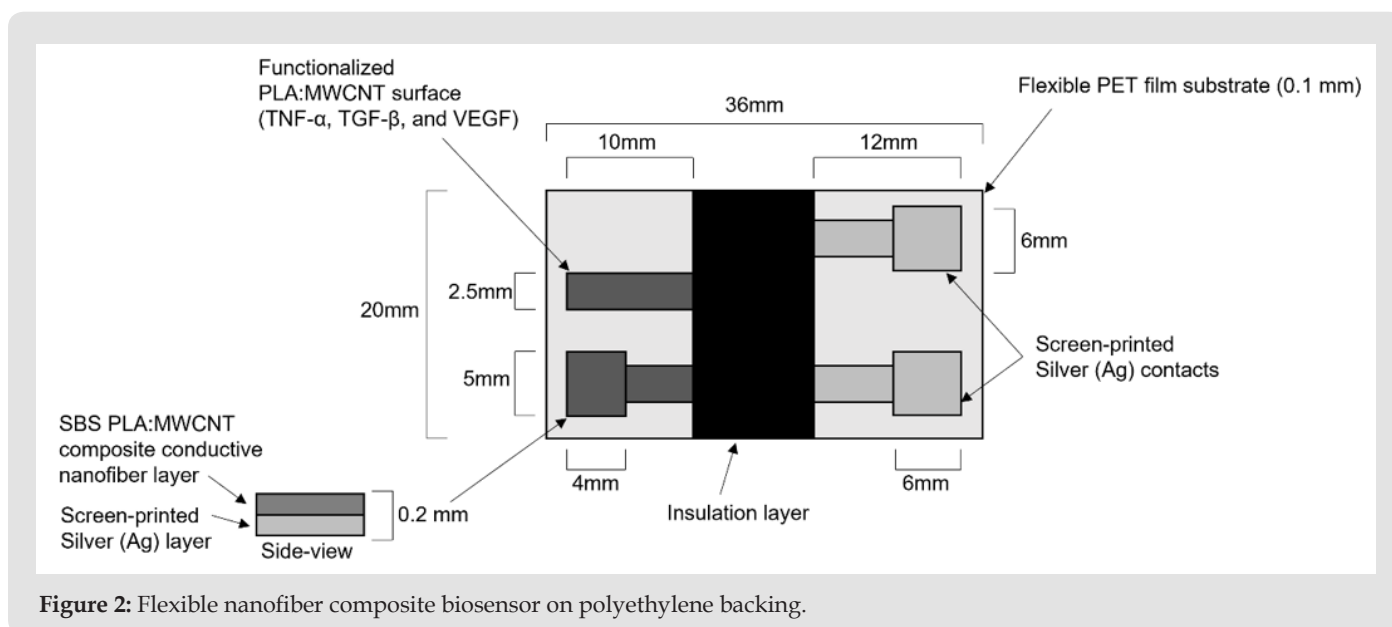 Functionalized
PLA:MWCNT surface
(TNF-α, TGF-β, and VEGF)
Flexible PET film substrate (0.1 mm)
36mm
10mm
12mm
6mm
2.5mm
20mm
5mm
Screen-printed
Silver (Ag) contacts
SBS PLA:MWCNT
composite conductive
nanofiber layer
4mm
6mm
0.2 mm
Insulation layer
Screen-printed
Silver (Ag) layer
Side-view
Figure 2: Flexible nanofiber composite biosensor on polyethylene backing.